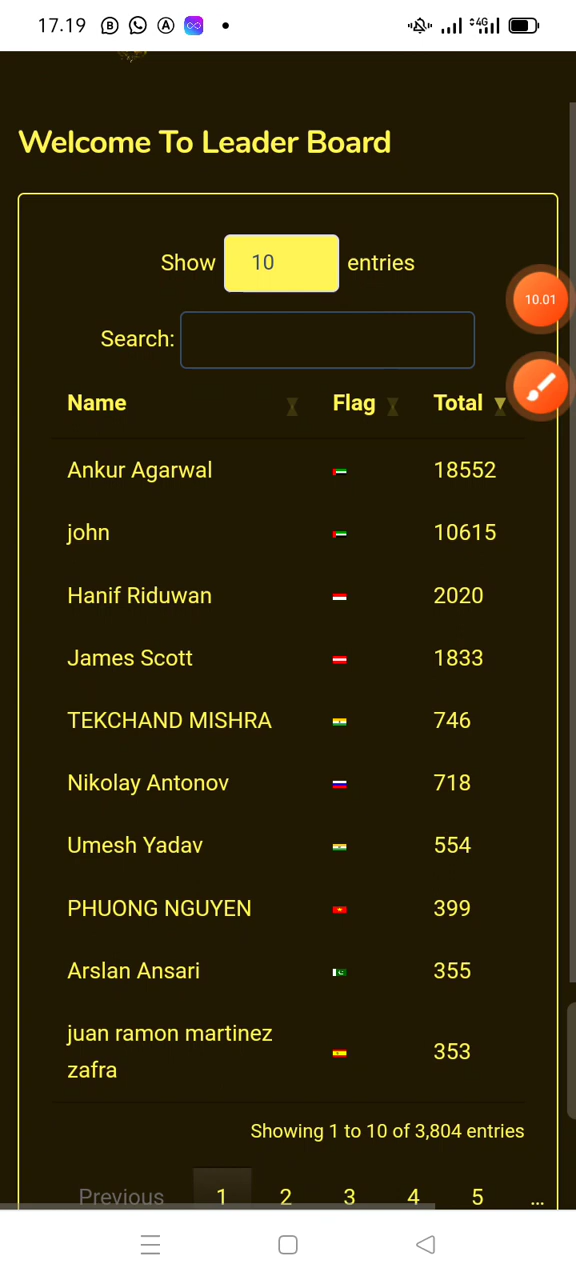 17.19
4G
Welcome To Leader Board
Show 10 entries
10.01
Search:
Name Flag Total
Ankur Agarwal 18552
john 10615
Hanif Riduwan 2020
James Scott 1833
TEKCHAND MISHRA 746
Nikolay Antonov 718
Umesh Yadav 554
PHUONG NGUYEN 399
Arslan Ansari 355
juan ramon martinez
zafra 353
Showing 1 to 10 of 3,804 entries
Previous 1 2 3 4 5 ...